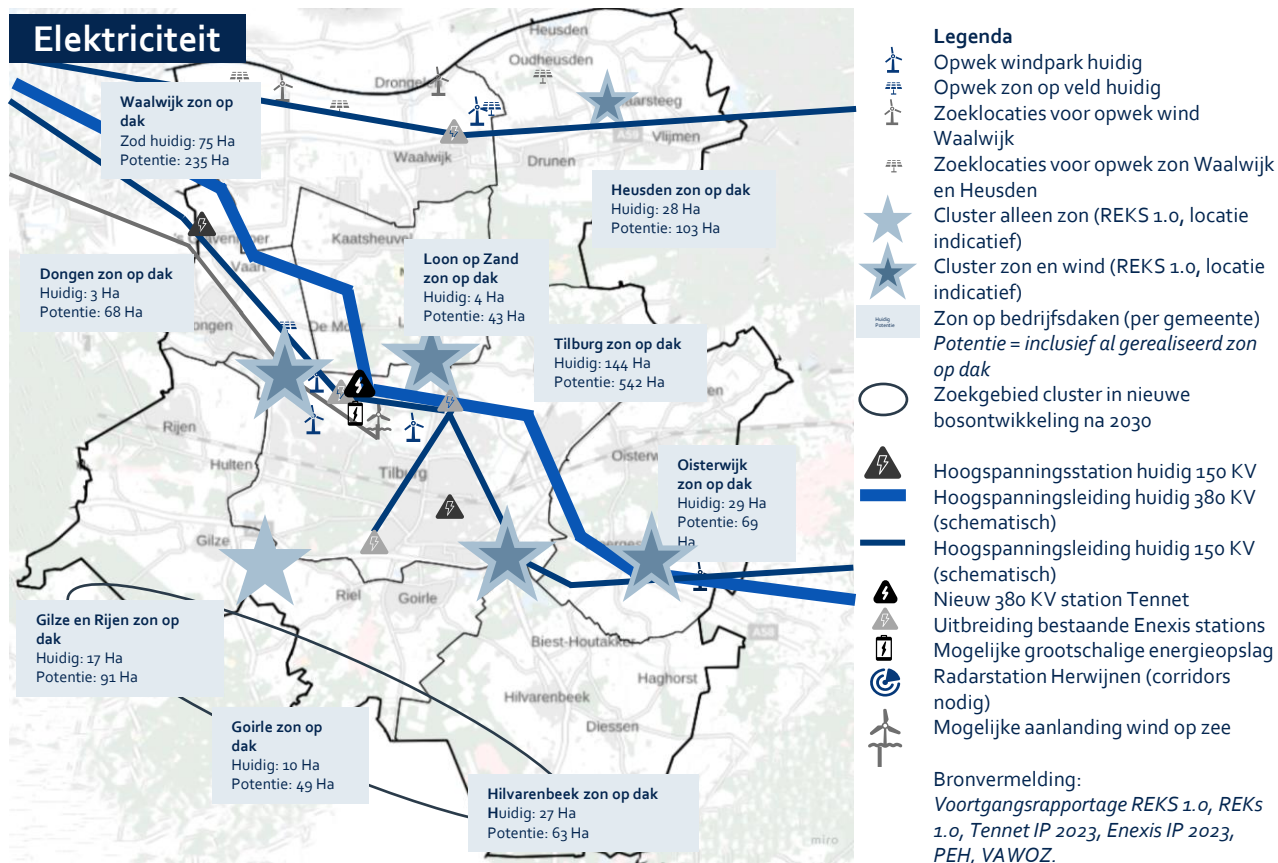 Elektriciteit
Heusden
Oudheusden
Drongelen
Waalwijk zon op
dak
Zod huidig: 75 Ha
Potentie: 235 Ha
aarsteeg
A59
Vlijmen
Waalwijk
Drunen
Heusden zon op dak
Huidig: 28 Ha
Potentie: 103 Ha
Kaatsheuvel
Vaart
Loon op Zand
zon op dak
Huidig: 4 Ha
Potentie: 43 Ha
Dongen zon op dak
Huidig: 3 Ha
Potentie: 68 Ha
ongen
De Moer
Tilburg zon op dak
Huidig: 144 Ha
Potentie: 542 Ha
en
Rijen
Hulten
Tilburg
Oisterw
Oisterwijk
zon op dak
Huidig: 29 Ha
Potentie: 69
Ha
Gilze
Riel
Goirle
Gilze en Rijen zon op
dak
Huidig: 17 Ha
Potentie: 91 Ha
A58
Biest-Houtakker
Haghorst
Hilvarenbeek
Diessen
Goirle zon op
dak
Huidig: 10 Ha
Potentie: 49 Ha
Hilvarenbeek zon op dak
Huidig: 27 Ha
Potentie: 63 Ha
miro
Legenda
Opwek windpark huidig
Opwek zon op veld huidig
Zoeklocaties voor opwek wind
Waalwijk
Zoeklocaties voor opwek zon Waalwijk
en Heusden
Cluster alleen zon (REKS 1.0, locatie
indicatief)
Cluster zon en wind (REKS 1.0, locatie
indicatief)
Huidig
Potentie
Zon op bedrijfsdaken (per gemeente)
Potentie = inclusief al gerealiseerd zon
op dak
Zoekgebied cluster in nieuwe
bosontwikkeling na 2030
Hoogspanningsstation huidig 150 KV
Hoogspanningsleiding huidig 380 KV
(schematisch)
Hoogspanningsleiding huidig 150 KV
(schematisch)
Nieuw 380 KV station Tennet
Uitbreiding bestaande Enexis stations
Mogelijke grootschalige energieopslag
Radarstation Herwijnen (corridors
nodig)
Mogelijke aanlanding wind op zee
Bronvermelding:
Voortgangsrapportage REKS 1.0, REKs
1.0, Tennet IP 2023, Enexis IP 2023,
PEH, VAWOZ.